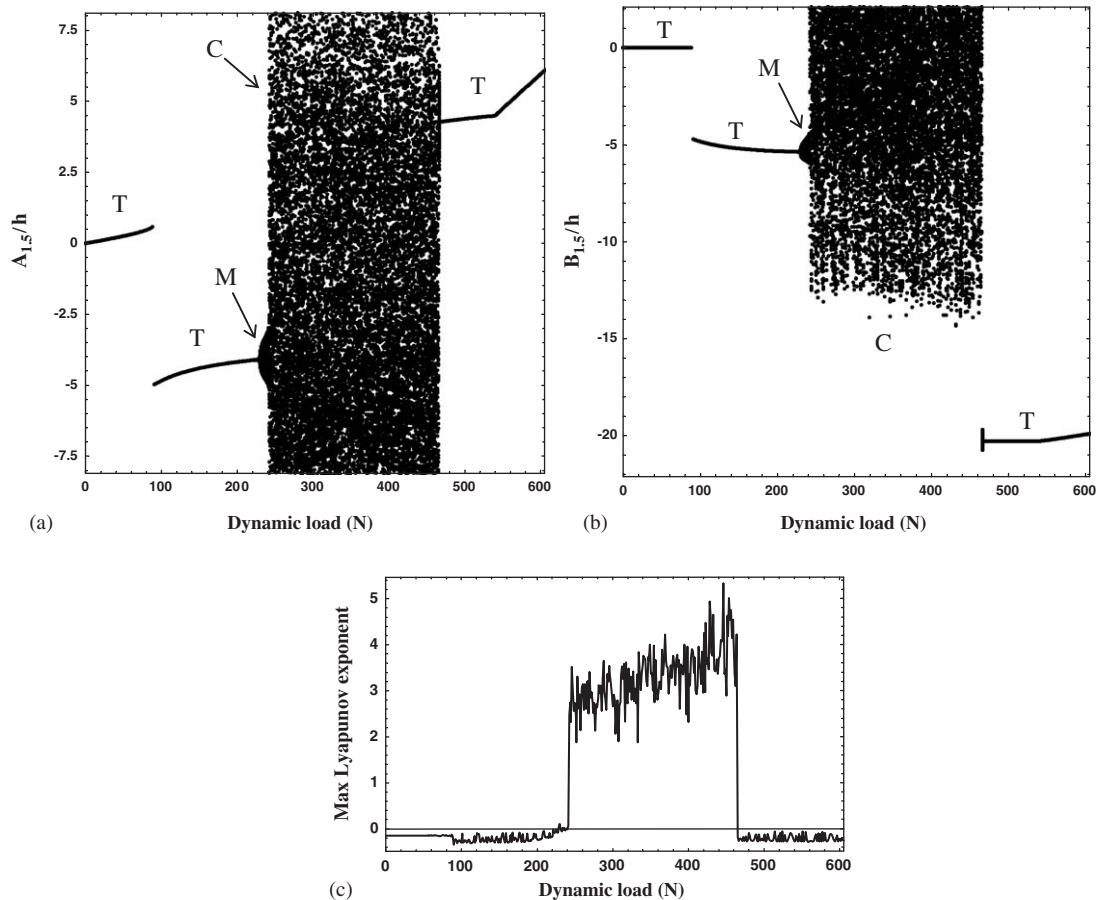 7.5
5
2.5
0
-2.5
-5
-7.5
A1.5/h
C
T
T
M
T
0 100 200 300 400 500 600
(a) Dynamic load (N)
0
-5
-10
-15
-20
B1.5/h
T
M
T
C
T
0 100 200 300 400 500 600
(b) Dynamic load (N)
5
4
3
2
1
0
Max Lyapunov exponent
0 100 200 300 400 500 600
(c) Dynamic load (N)